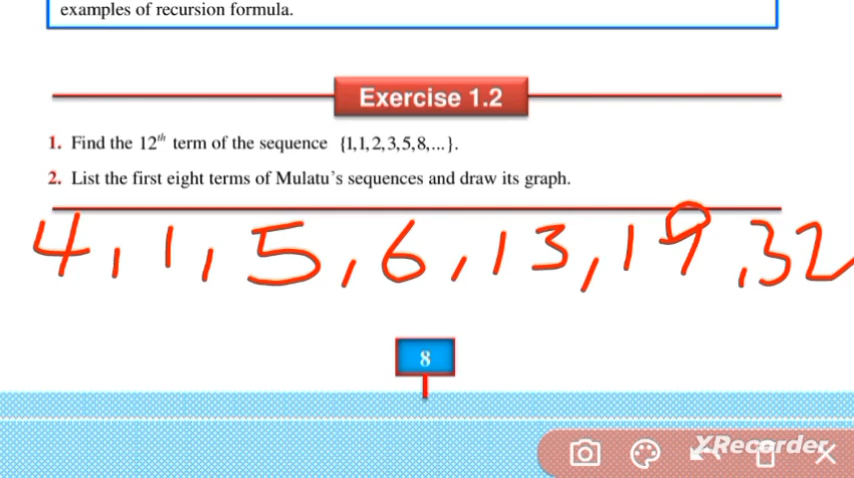 examples of recursion formula.
Exercise 1.2
1. Find the 12th term of the sequence {1,1,2,3,5,8,...}.
2. List the first eight terms of Mulatu's sequences and draw its graph.
4, 1, 5, 6, 13, 19, 32
8
XRecorder